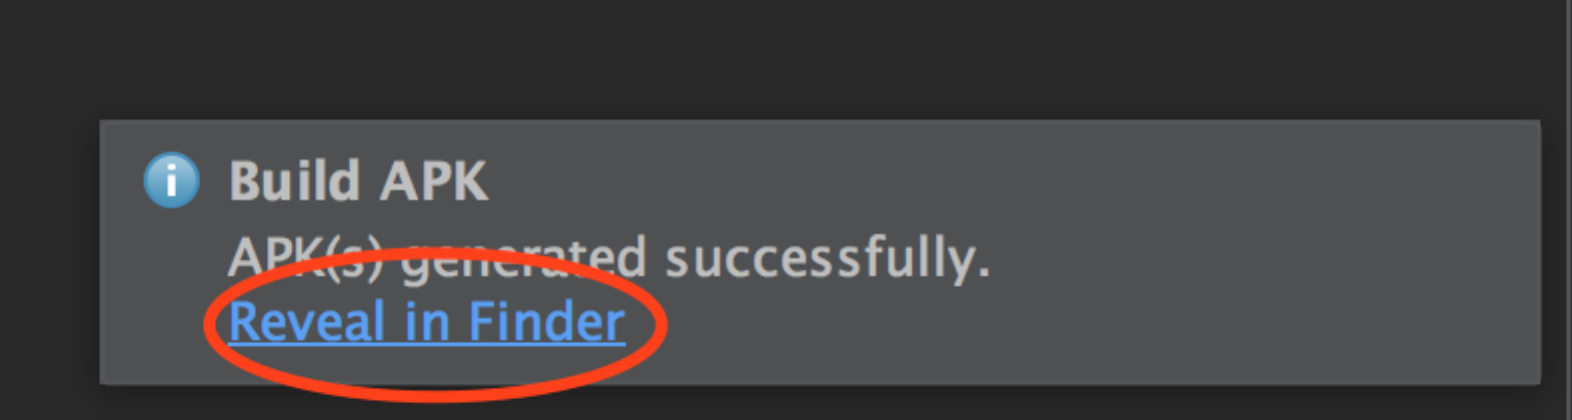 Build APK
APK(s) generated successfully.
Reveal in Finder